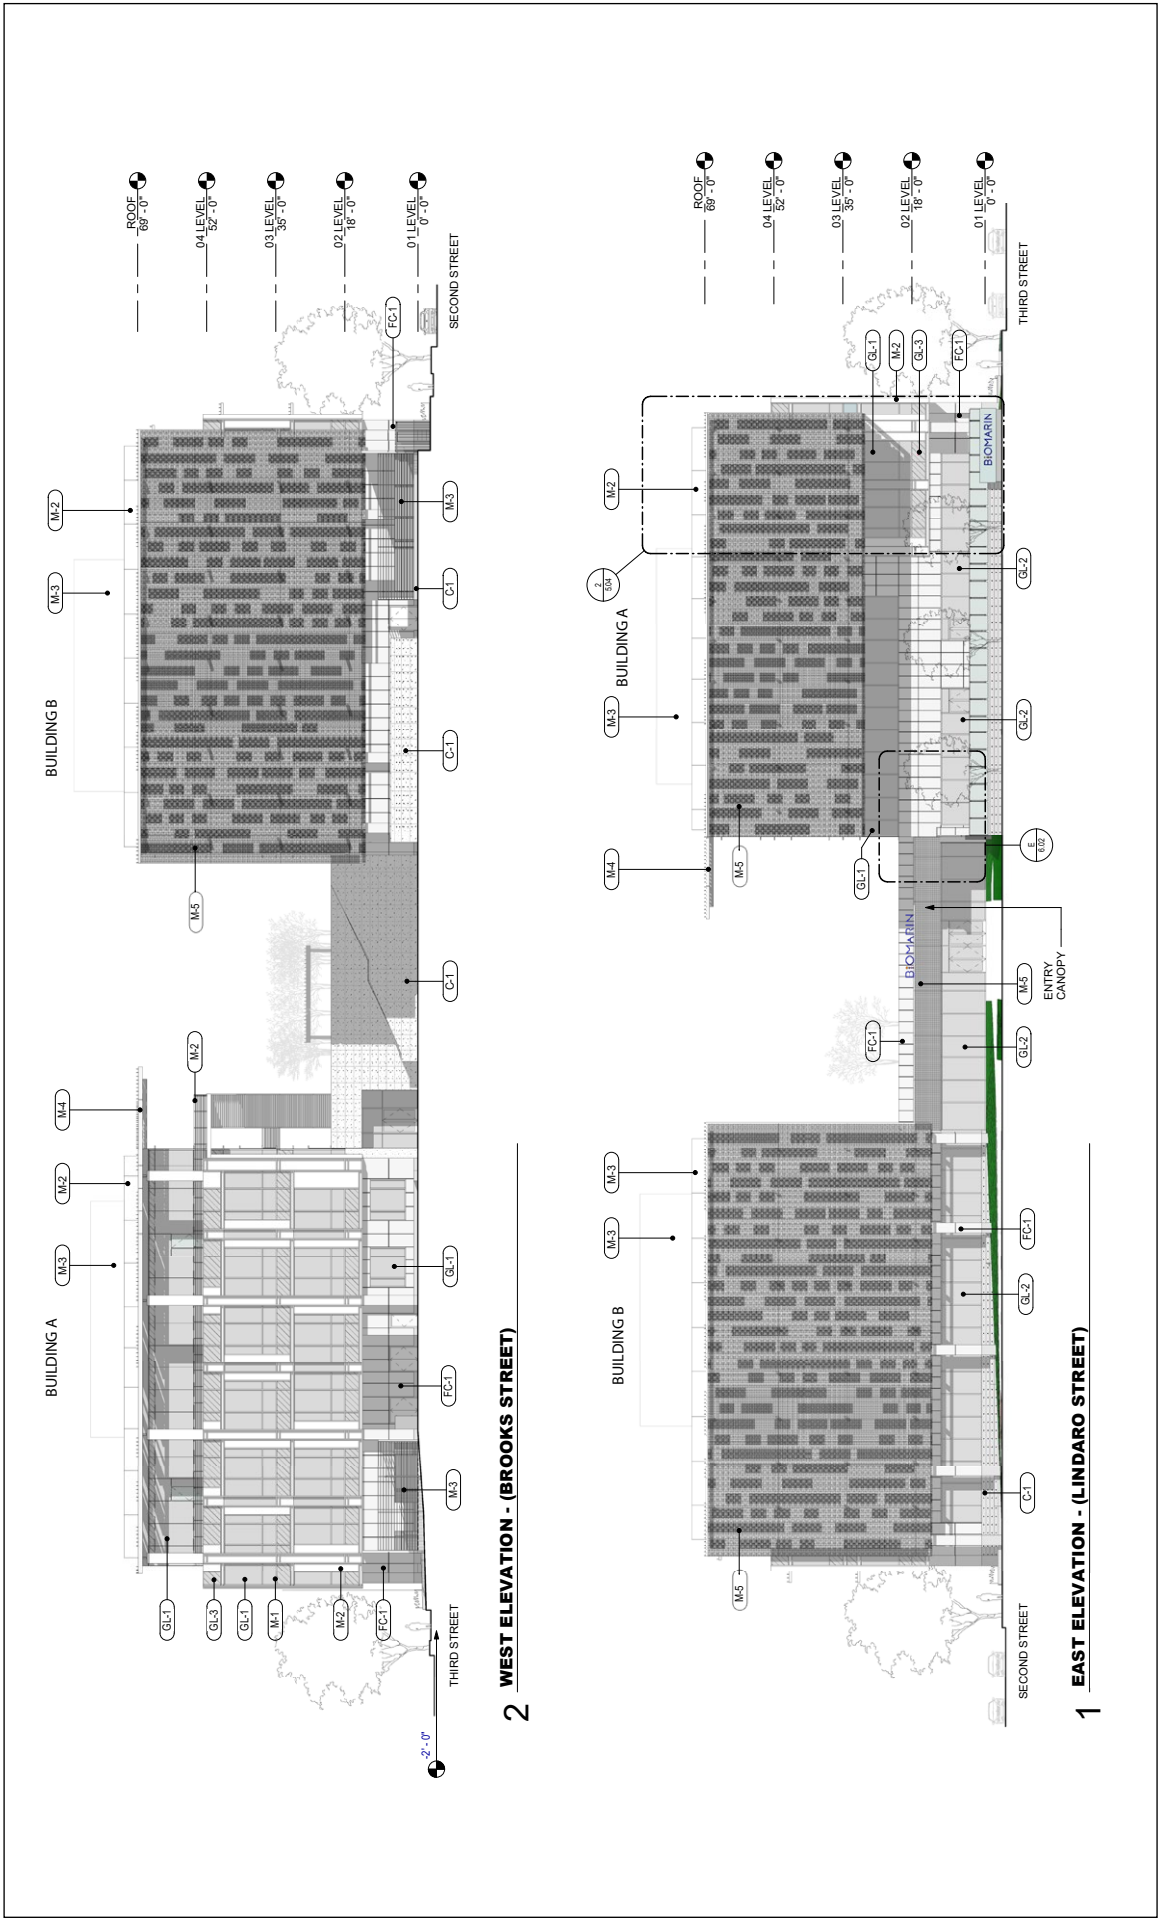 BUILDING A
BUILDING B
M-3
M-2
M-4
M-2
M-5
M-3
M-2
ROOF
69' - 0"
04 LEVEL
52' - 0"
03 LEVEL
35' - 0"
02 LEVEL
18' - 0"
01 LEVEL
0' - 0"
GL-1
GL-3
GL-1
M-1
M-2
FC-1
M-3
FC-1
GL-1
C-1
C-1
C-1
M-3
FC-1
-2' - 0"
THIRD STREET
SECOND STREET
2 WEST ELEVATION - (BROOKS STREET)
BUILDING B
BUILDING A
M-3
M-3
M-4
M-3
M-2
2
5.04
ROOF
69' - 0"
04 LEVEL
52' - 0"
03 LEVEL
35' - 0"
02 LEVEL
18' - 0"
01 LEVEL
0' - 0"
M-5
M-5
GL-1
GL-1
M-2
GL-3
FC-1
FC-1
BIOMARIN
BIOMARIN
C-1
GL-2
FC-1
GL-2
M-5
ENTRY
CANOPY
E
6.02
GL-2
GL-2
SECOND STREET
THIRD STREET
1 EAST ELEVATION - (LINDARO STREET)